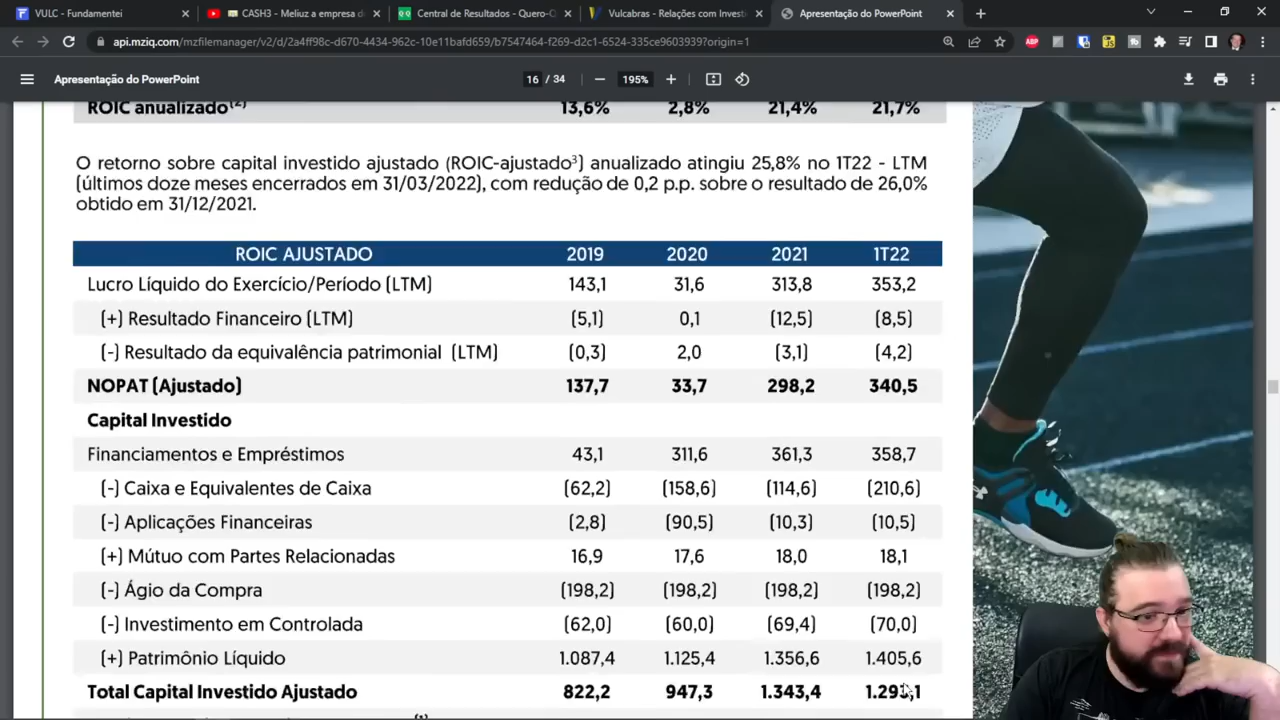 VULC - Fundamentei
CASH3 - Meliuz a empresa d
Central de Resultados - Quero-Q
Vulcabras - Relações com Investi
Apresentação do PowerPoint
api.mziq.com/mzfilemanager/v2/d/2a4ff98c-d670-4434-962c-10e11bafd659/b7547464-f269-d2c1-6524-335ce9603939?origin=1
Apresentação do PowerPoint
16 / 34
195%
ROIC anualizado(2) 13,6% 2,8% 21,4% 21,7%
O retorno sobre capital investido ajustado (ROIC-ajustado³) anualizado atingiu 25,8% no 1T22 - LTM
(últimos doze meses encerrados em 31/03/2022), com redução de 0,2 p.p. sobre o resultado de 26,0%
obtido em 31/12/2021.
ROIC AJUSTADO 2019 2020 2021 1T22
Lucro Líquido do Exercício/Período (LTM) 143,1 31,6 313,8 353,2
(+) Resultado Financeiro (LTM) (5,1) 0,1 (12,5) (8,5)
(-) Resultado da equivalência patrimonial (LTM) (0,3) 2,0 (3,1) (4,2)
NOPAT (Ajustado) 137,7 33,7 298,2 340,5
Capital Investido
Financiamentos e Empréstimos 43,1 311,6 361,3 358,7
(-) Caixa e Equivalentes de Caixa (62,2) (158,6) (114,6) (210,6)
(-) Aplicações Financeiras (2,8) (90,5) (10,3) (10,5)
(+) Mútuo com Partes Relacionadas 16,9 17,6 18,0 18,1
(-) Ágio da Compra (198,2) (198,2) (198,2) (198,2)
(-) Investimento em Controlada (62,0) (60,0) (69,4) (70,0)
(+) Patrimônio Líquido 1.087,4 1.125,4 1.356,6 1.405,6
Total Capital Investido Ajustado 822,2 947,3 1.343,4 1.293,1